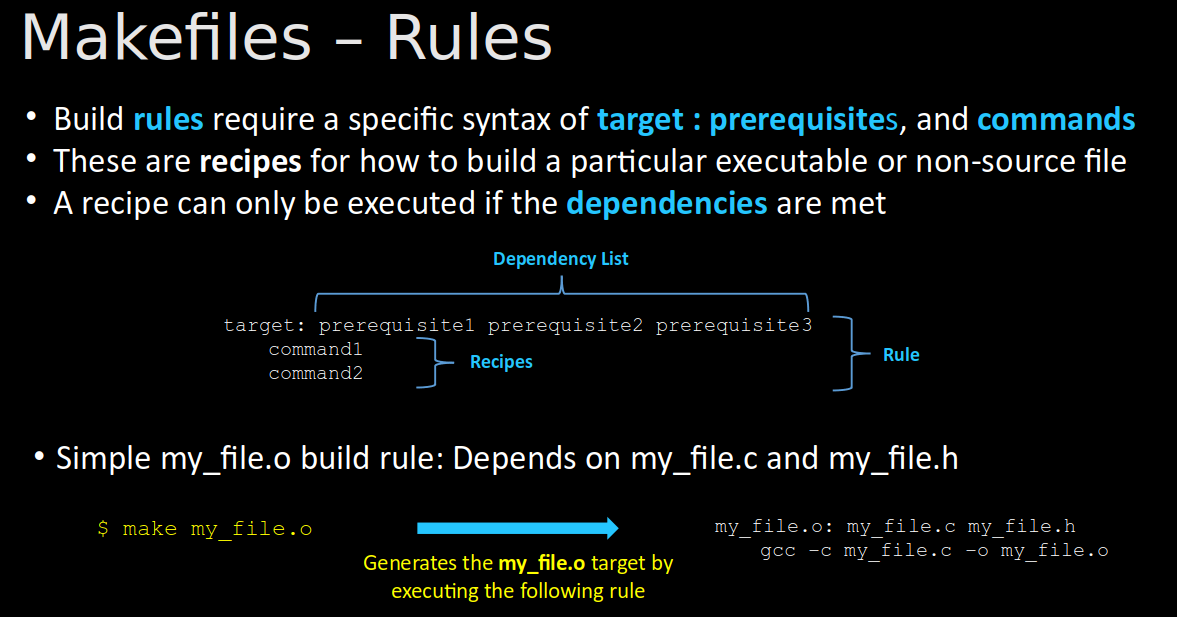 Makefiles – Rules
• Build rules require a specific syntax of target : prerequisites, and commands
• These are recipes for how to build a particular executable or non-source file
• A recipe can only be executed if the dependencies are met
Dependency List
target: prerequisite1 prerequisite2 prerequisite3
command1
command2
Recipes
Rule
• Simple my_file.o build rule: Depends on my_file.c and my_file.h
$ make my_file.o
Generates the my_file.o target by
executing the following rule
my_file.o: my_file.c my_file.h
gcc –c my_file.c –o my_file.o